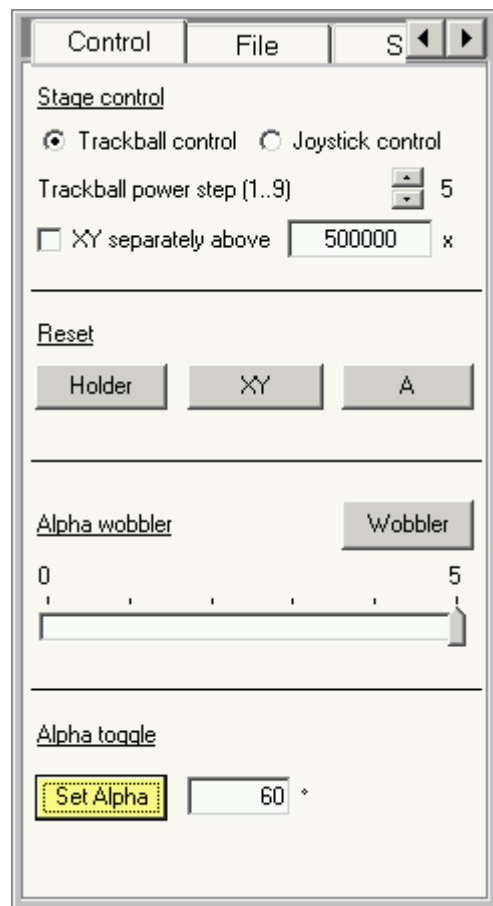 Control File S
Stage control
Trackball control Joystick control
Trackball power step (1..9) 5
XY separately above 500000 x
Reset
Holder XY A
Alpha wobbler Wobbler
0 5
Alpha toggle
Set Alpha 60 °